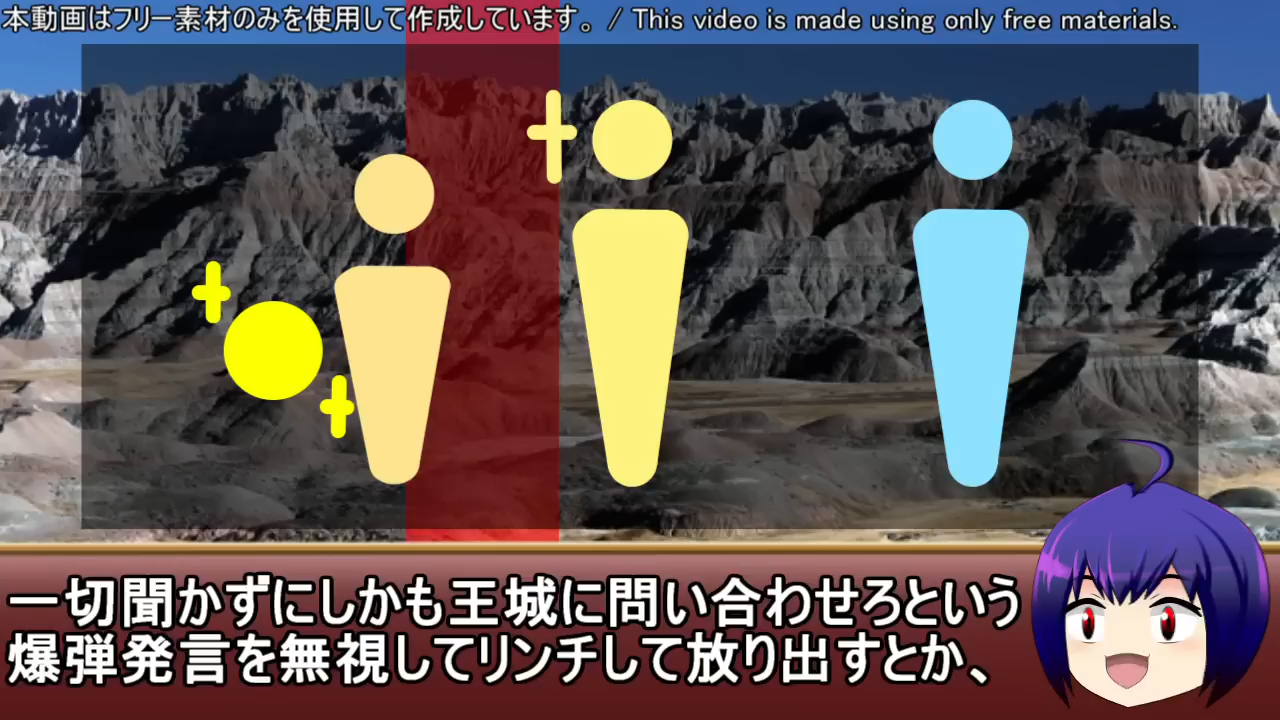 本動画はフリー素材のみを使用して作成しています。 / This video is made using only free materials.
一切聞かずにしかも王城に問い合わせろという
爆弾発言を無視してリンチして放り出すとか、